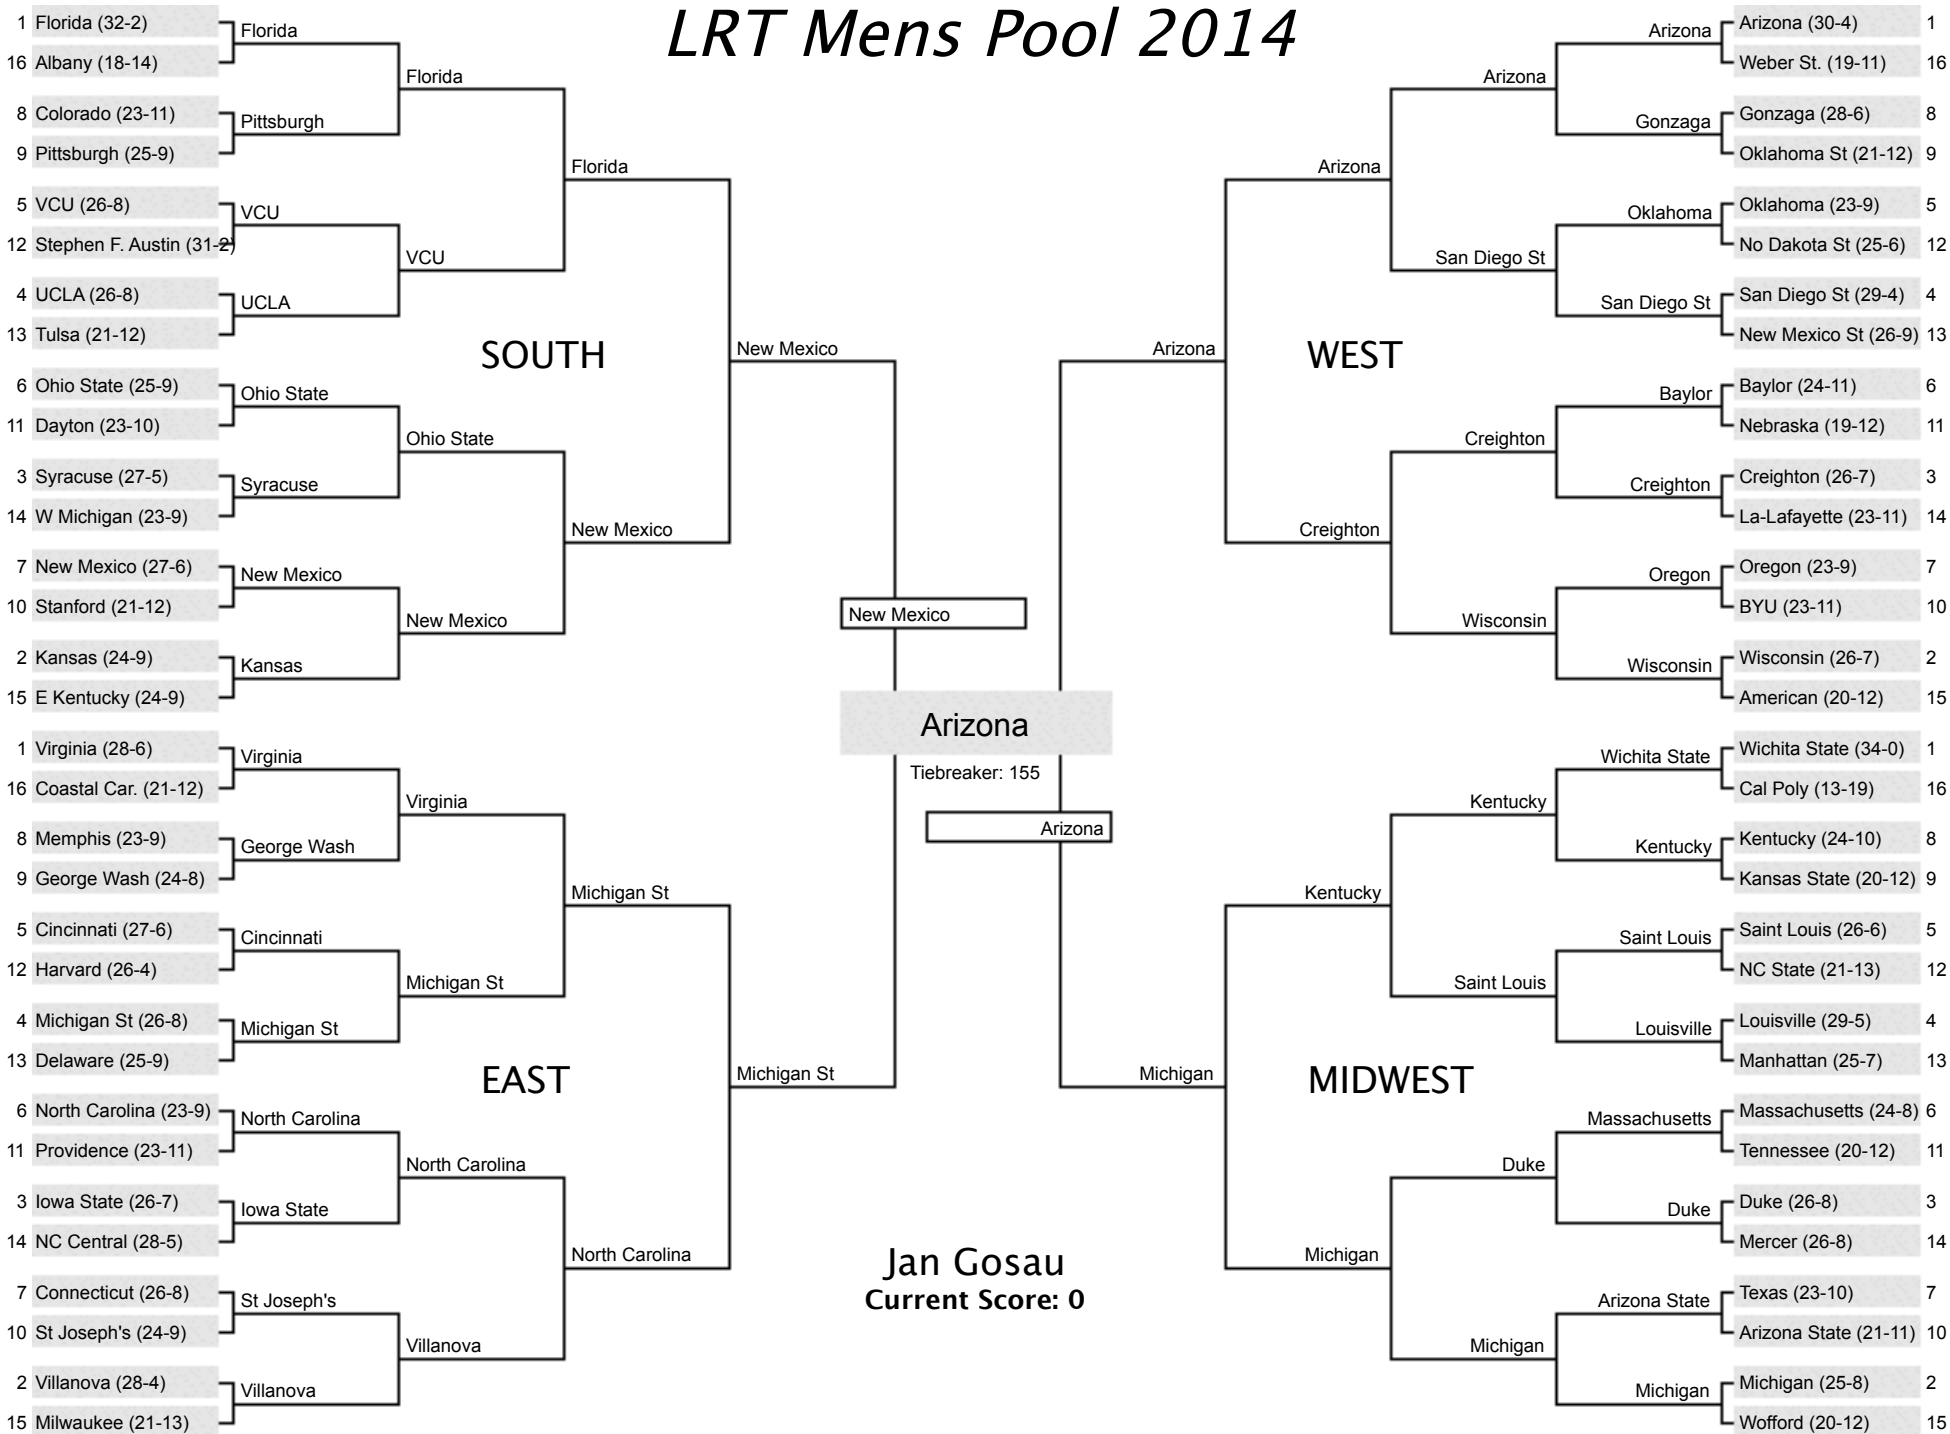 LRT Mens Pool 2014
1 Florida (32-2)
Florida
16 Albany (18-14)
Florida
8 Colorado (23-11)
Pittsburgh
9 Pittsburgh (25-9)
Florida
5 VCU (26-8)
VCU
12 Stephen F. Austin (31-2)
VCU
4 UCLA (26-8)
UCLA
13 Tulsa (21-12)
SOUTH
New Mexico
6 Ohio State (25-9)
Ohio State
11 Dayton (23-10)
Ohio State
3 Syracuse (27-5)
Syracuse
14 W Michigan (23-9)
New Mexico
7 New Mexico (27-6)
New Mexico
10 Stanford (21-12)
New Mexico
2 Kansas (24-9)
Kansas
15 E Kentucky (24-9)
1 Virginia (28-6)
Virginia
16 Coastal Car. (21-12)
Virginia
8 Memphis (23-9)
George Wash
9 George Wash (24-8)
Michigan St
5 Cincinnati (27-6)
Cincinnati
12 Harvard (26-4)
Michigan St
4 Michigan St (26-8)
Michigan St
13 Delaware (25-9)
EAST
Michigan St
6 North Carolina (23-9)
North Carolina
11 Providence (23-11)
North Carolina
3 Iowa State (26-7)
Iowa State
14 NC Central (28-5)
North Carolina
7 Connecticut (26-8)
St Joseph's
10 St Joseph's (24-9)
Villanova
2 Villanova (28-4)
Villanova
15 Milwaukee (21-13)
New Mexico
Arizona
Tiebreaker: 155
Arizona
Jan Gosau
Current Score: 0
Arizona (30-4) 1
Arizona
Weber St. (19-11) 16
Arizona
Gonzaga (28-6) 8
Gonzaga
Oklahoma St (21-12) 9
Arizona
Oklahoma (23-9) 5
Oklahoma
No Dakota St (25-6) 12
San Diego St
San Diego St (29-4) 4
San Diego St
New Mexico St (26-9) 13
WEST
Arizona
Baylor (24-11) 6
Baylor
Nebraska (19-12) 11
Creighton
Creighton (26-7) 3
Creighton
La-Lafayette (23-11) 14
Creighton
Oregon (23-9) 7
Oregon
BYU (23-11) 10
Wisconsin
Wisconsin (26-7) 2
Wisconsin
American (20-12) 15
Wichita State (34-0) 1
Wichita State
Cal Poly (13-19) 16
Kentucky
Kentucky (24-10) 8
Kentucky
Kansas State (20-12) 9
Kentucky
Saint Louis (26-6) 5
Saint Louis
NC State (21-13) 12
Saint Louis
Louisville (29-5) 4
Louisville
Manhattan (25-7) 13
MIDWEST
Michigan
Massachusetts (24-8) 6
Massachusetts
Tennessee (20-12) 11
Duke
Duke (26-8) 3
Duke
Mercer (26-8) 14
Michigan
Texas (23-10) 7
Arizona State
Arizona State (21-11) 10
Michigan
Michigan (25-8) 2
Michigan
Wofford (20-12) 15